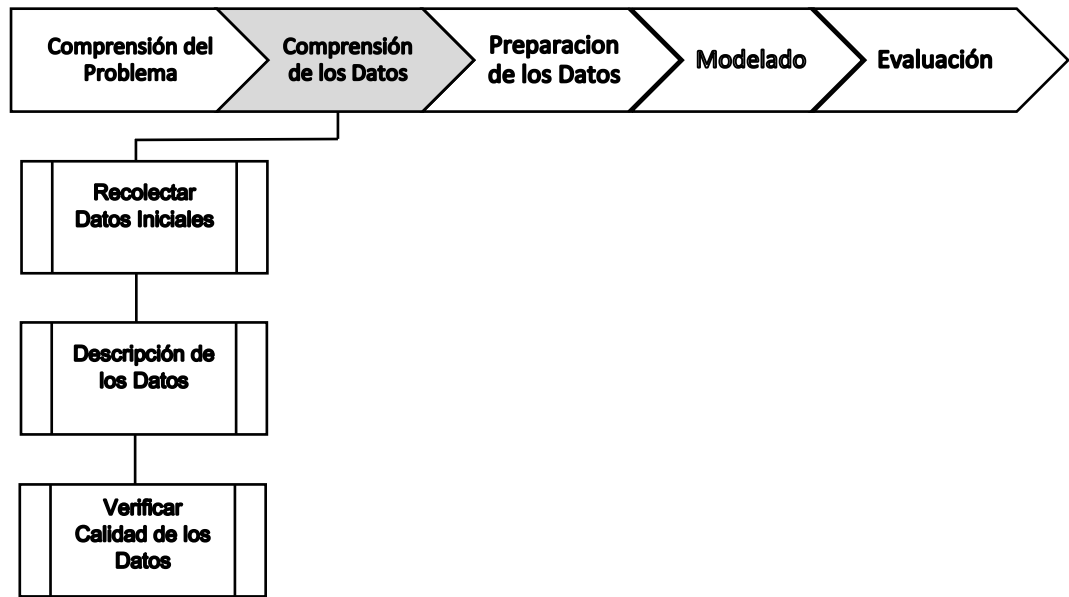 Comprensión del
Problema
Comprensión
de los Datos
Preparacion
de los Datos
Modelado
Evaluación
Recolectar
Datos Iniciales
Descripción de
los Datos
Verificar
Calidad de los
Datos